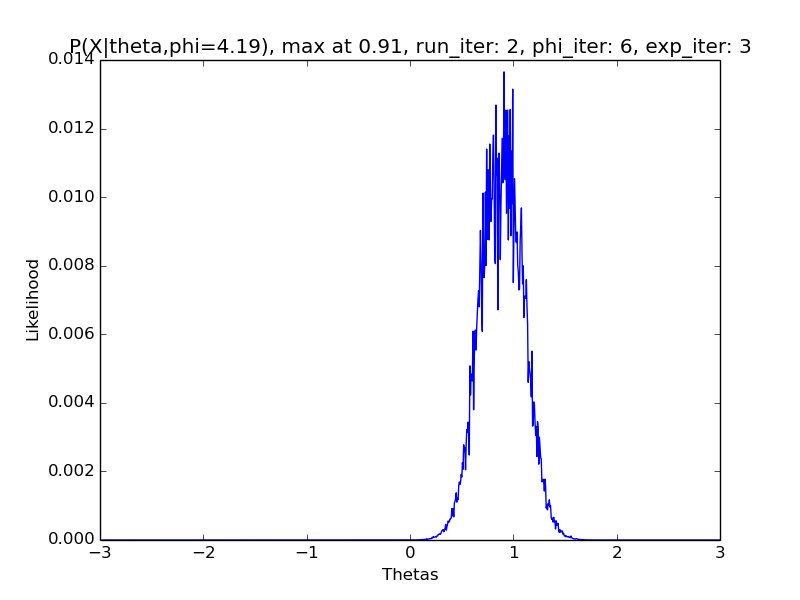 P(X|theta,phi=4.19), max at 0.91, run_iter: 2, phi_iter: 6, exp_iter: 3
0.014
0.012
0.010
0.008
0.006
0.004
0.002
0.000
Likelihood
−3 −2 −1 0 1 2 3
Thetas